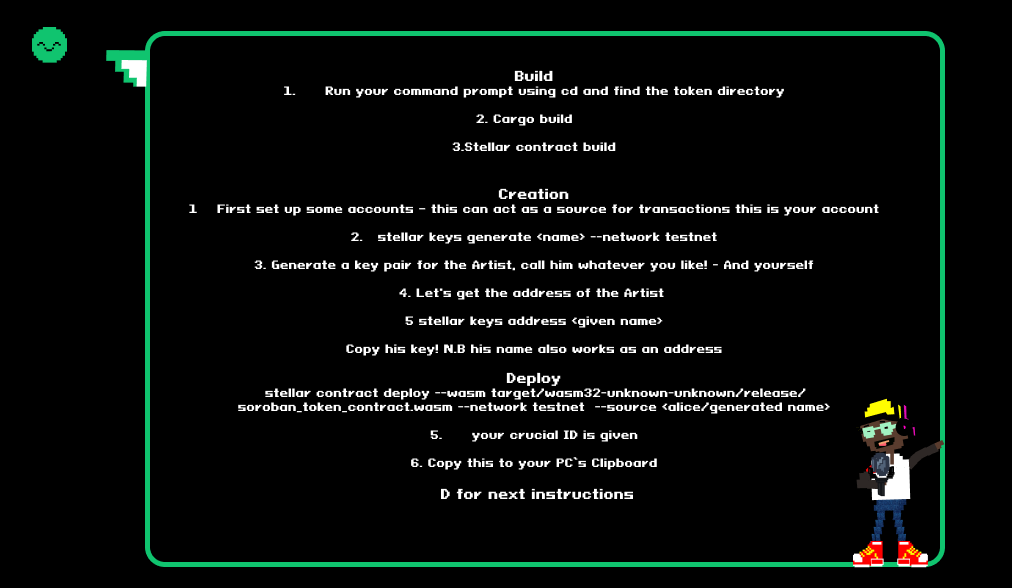 Build
1. Run your command prompt using cd and find the token directory
2. Cargo build
3.Stellar contract build
Creation
1 First set up some accounts - this can act as a source for transactions this is your account
2. stellar keys generate <name> --network testnet
3. Generate a key pair for the Artist, call him whatever you like! - And yourself
4. Let's get the address of the Artist
5 stellar keys address <given name>
Copy his key! N.B his name also works as an address
Deploy
stellar contract deploy --wasm target/wasm32-unknown-unknown/release/
soroban_token_contract.wasm --network testnet --source <alice/generated name>
5. your crucial ID is given
6. Copy this to your PC`s Clipboard
D for next instructions